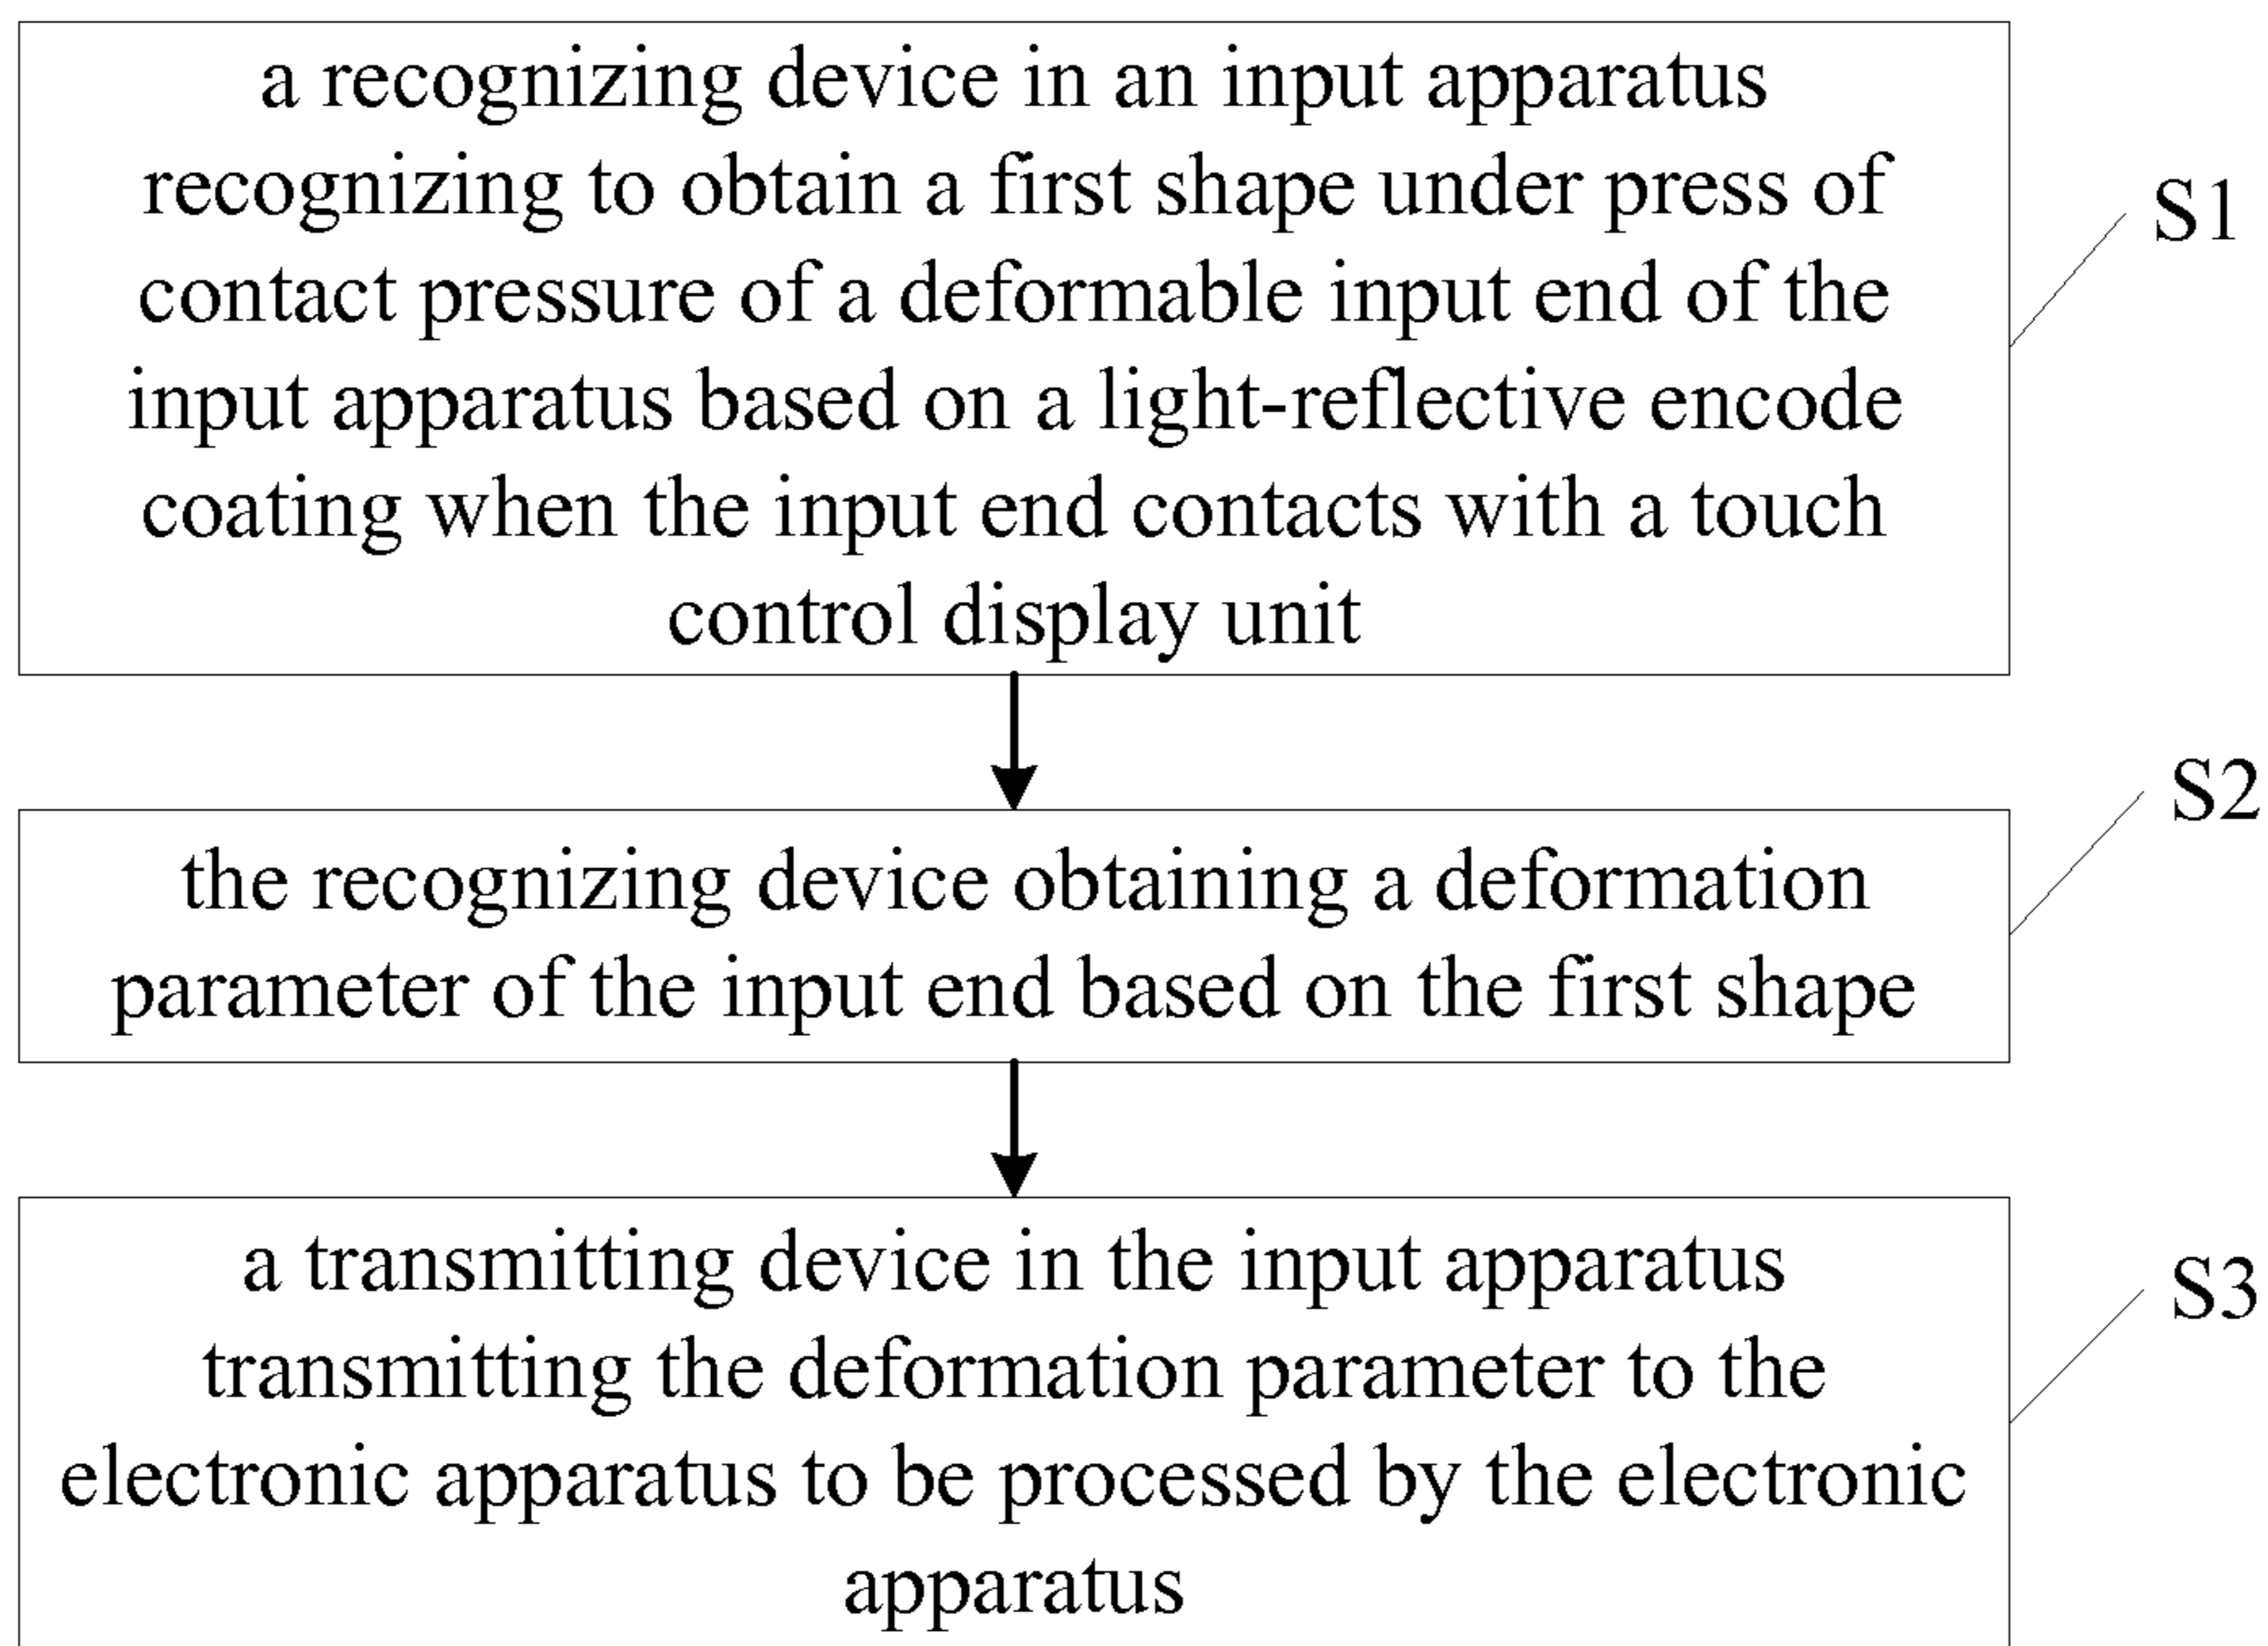 a recognizing device in an input apparatus
recognizing to obtain a first shape under press of
contact pressure of a deformable input end of the
input apparatus based on a light-reflective encode
coating when the input end contacts with a touch
control display unit
S1
the recognizing device obtaining a deformation
parameter of the input end based on the first shape
S2
a transmitting device in the input apparatus
transmitting the deformation parameter to the
electronic apparatus to be processed by the electronic
apparatus
S3